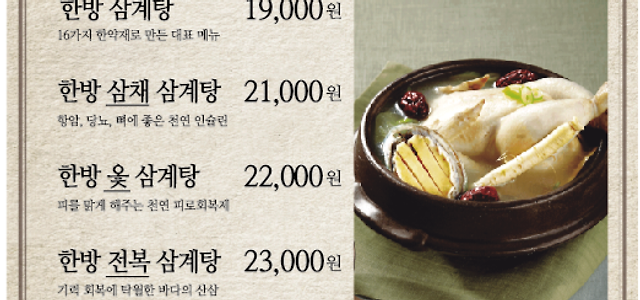 한방 삼계탕 19,000원
16가지 한약재로 만든 대표 메뉴
한방 삼채 삼계탕 21,000원
항암, 당뇨, 뼈에 좋은 천연 인슐린
한방 옻 삼계탕 22,000원
피를 맑게 해주는 천연 피로회복제
한방 전복 삼계탕 23,000원
기력 회복에 탁월한 바다의 산삼